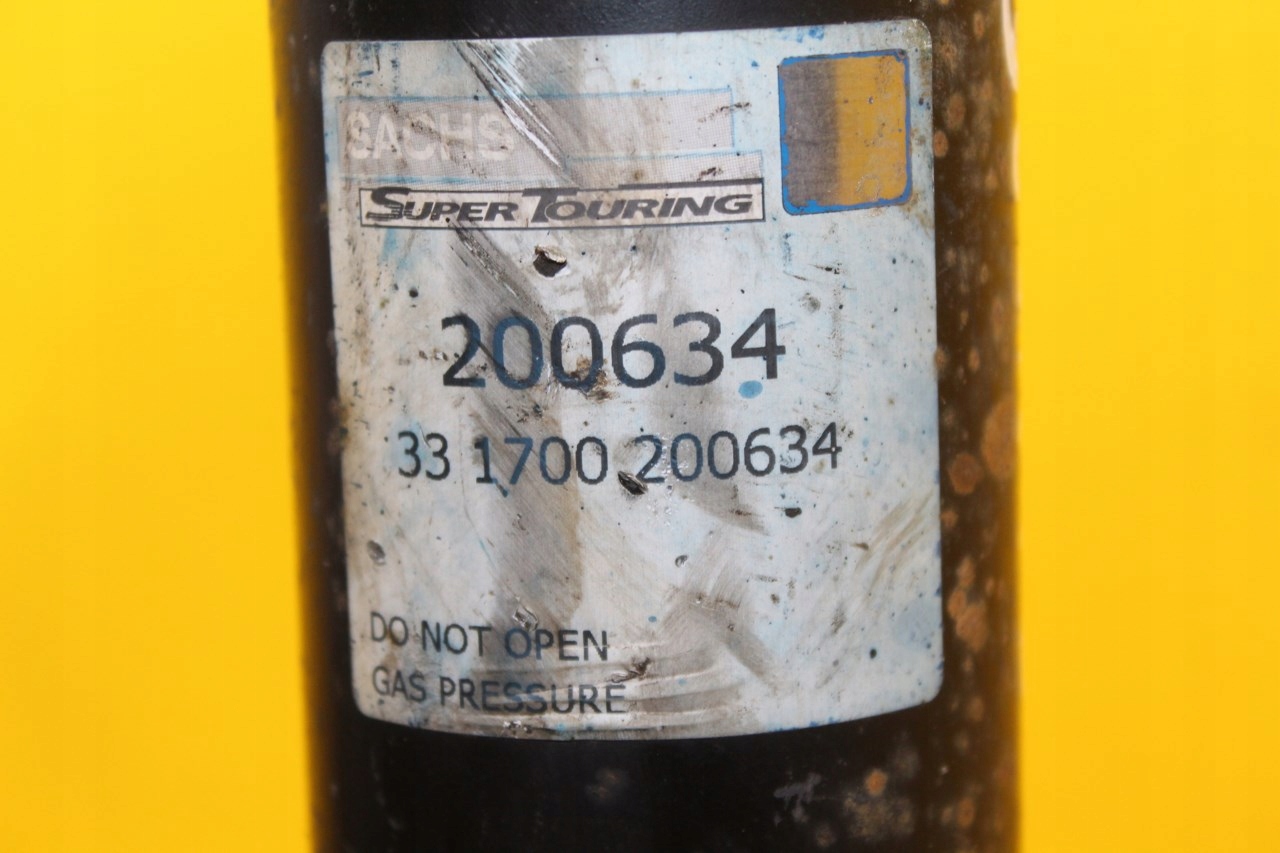 SACHS
SUPER TOURING
200634
33 1700 200634
DO NOT OPEN
GAS PRESSURE